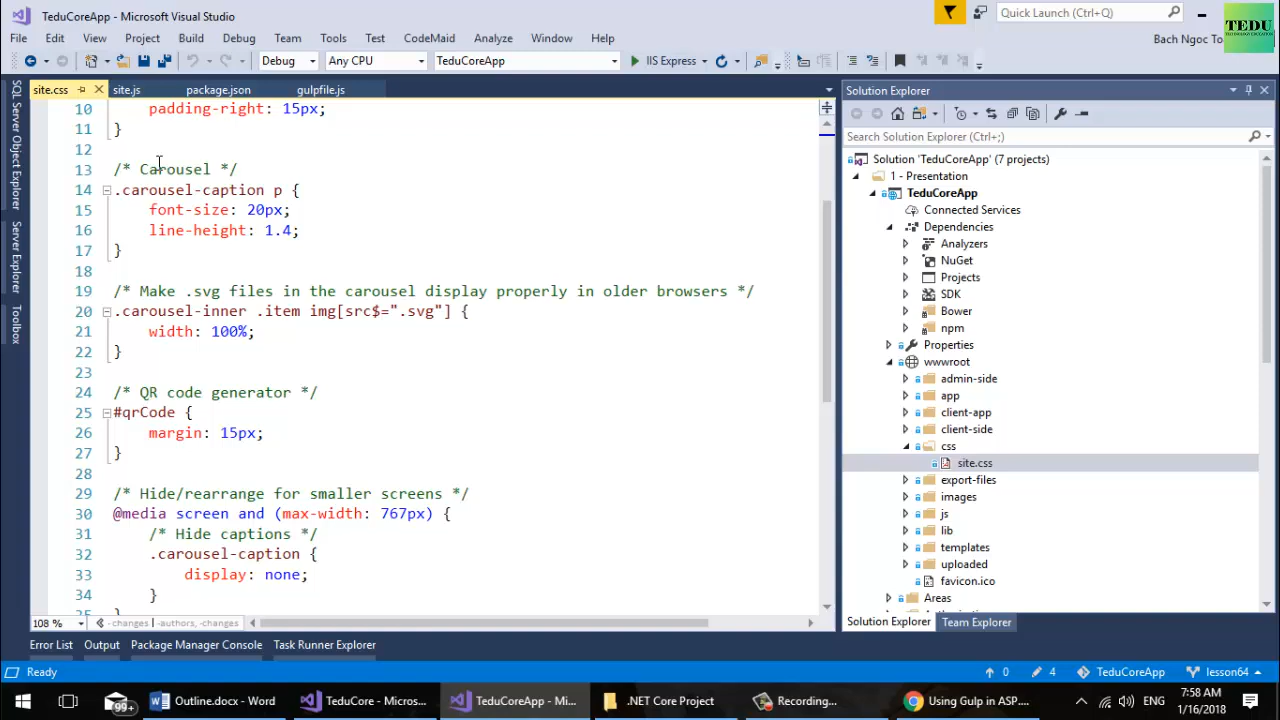 TeduCoreApp - Microsoft Visual Studio
Quick Launch (Ctrl+Q)
TEDU
File Edit View Project Build Debug Team Tools Test CodeMaid Analyze Window Help
Bach Ngoc To
Debug Any CPU TeduCoreApp IIS Express
site.css site.js package.json gulpfile.js
SQL Server Object Explorer
Server Explorer
Toolbox
10 padding-right: 15px;
11 }
12
13 /* Carousel */
14 .carousel-caption p {
15 font-size: 20px;
16 line-height: 1.4;
17 }
18
19 /* Make .svg files in the carousel display properly in older browsers */
20 .carousel-inner .item img[src$=".svg"] {
21 width: 100%;
22 }
23
24 /* QR code generator */
25 #qrCode {
26 margin: 15px;
27 }
28
29 /* Hide/rearrange for smaller screens */
30 @media screen and (max-width: 767px) {
31 /* Hide captions */
32 .carousel-caption {
33 display: none;
34 }
35 }
108 % - changes - authors, - changes
Solution Explorer
Search Solution Explorer (Ctrl+;)
Solution 'TeduCoreApp' (7 projects)
1 - Presentation
TeduCoreApp
Connected Services
Dependencies
Analyzers
NuGet
Projects
SDK
Bower
npm
Properties
wwwroot
admin-side
app
client-app
client-side
css
site.css
export-files
images
js
lib
templates
uploaded
favicon.ico
Areas
Solution Explorer Team Explorer
Error List Output Package Manager Console Task Runner Explorer
Ready 0 4 TeduCoreApp lesson64
99+ Outline.docx - Word TeduCore - Micros... TeduCoreApp - Mi... .NET Core Project Recording... Using Gulp in ASP.... ENG 7:58 AM
1/16/2018